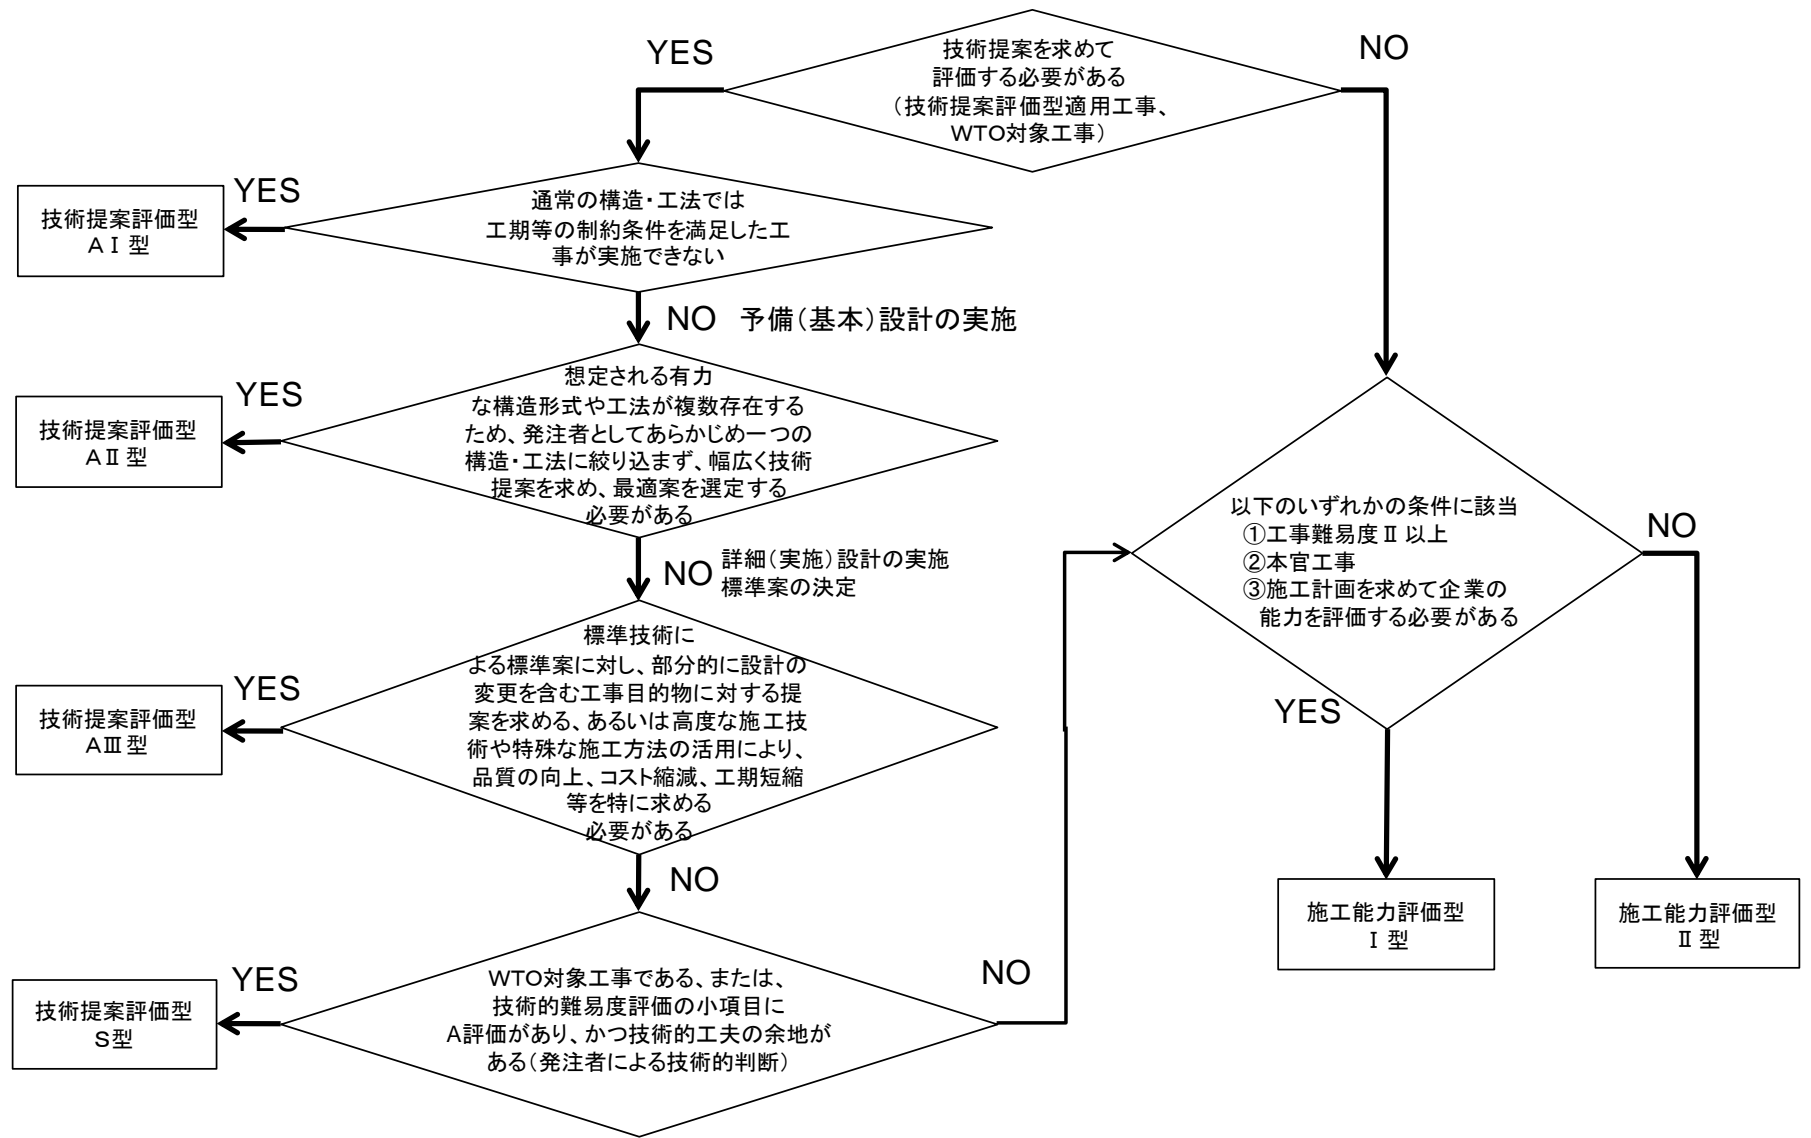 YES
技術提案を求めて
評価する必要がある
（技術提案評価型適用工事、
WTO対象工事）
NO
技術提案評価型
AⅠ型
YES
通常の構造・工法では
工期等の制約条件を満足した工
事が実施できない
NO
予備（基本）設計の実施
技術提案評価型
AⅡ型
YES
想定される有力
な構造形式や工法が複数存在する
ため、発注者としてあらかじめ一つの
構造・工法に絞り込まず、幅広く技術
提案を求め、最適案を選定する
必要がある
NO
詳細（実施）設計の実施
標準案の決定
技術提案評価型
AⅢ型
YES
標準技術に
よる標準案に対し、部分的に設計の
変更を含む工事目的物に対する提
案を求める、あるいは高度な施工技
術や特殊な施工方法の活用により、
品質の向上、コスト縮減、工期短縮
等を特に求める
必要がある
NO
技術提案評価型
S型
YES
WTO対象工事である、または、
技術的難易度評価の小項目に
A評価があり、かつ技術的工夫の余地が
ある（発注者による技術的判断）
NO
以下のいずれかの条件に該当
①工事難易度Ⅱ以上
②本官工事
③施工計画を求めて企業の
能力を評価する必要がある
NO
YES
施工能力評価型
Ⅰ型
施工能力評価型
Ⅱ型